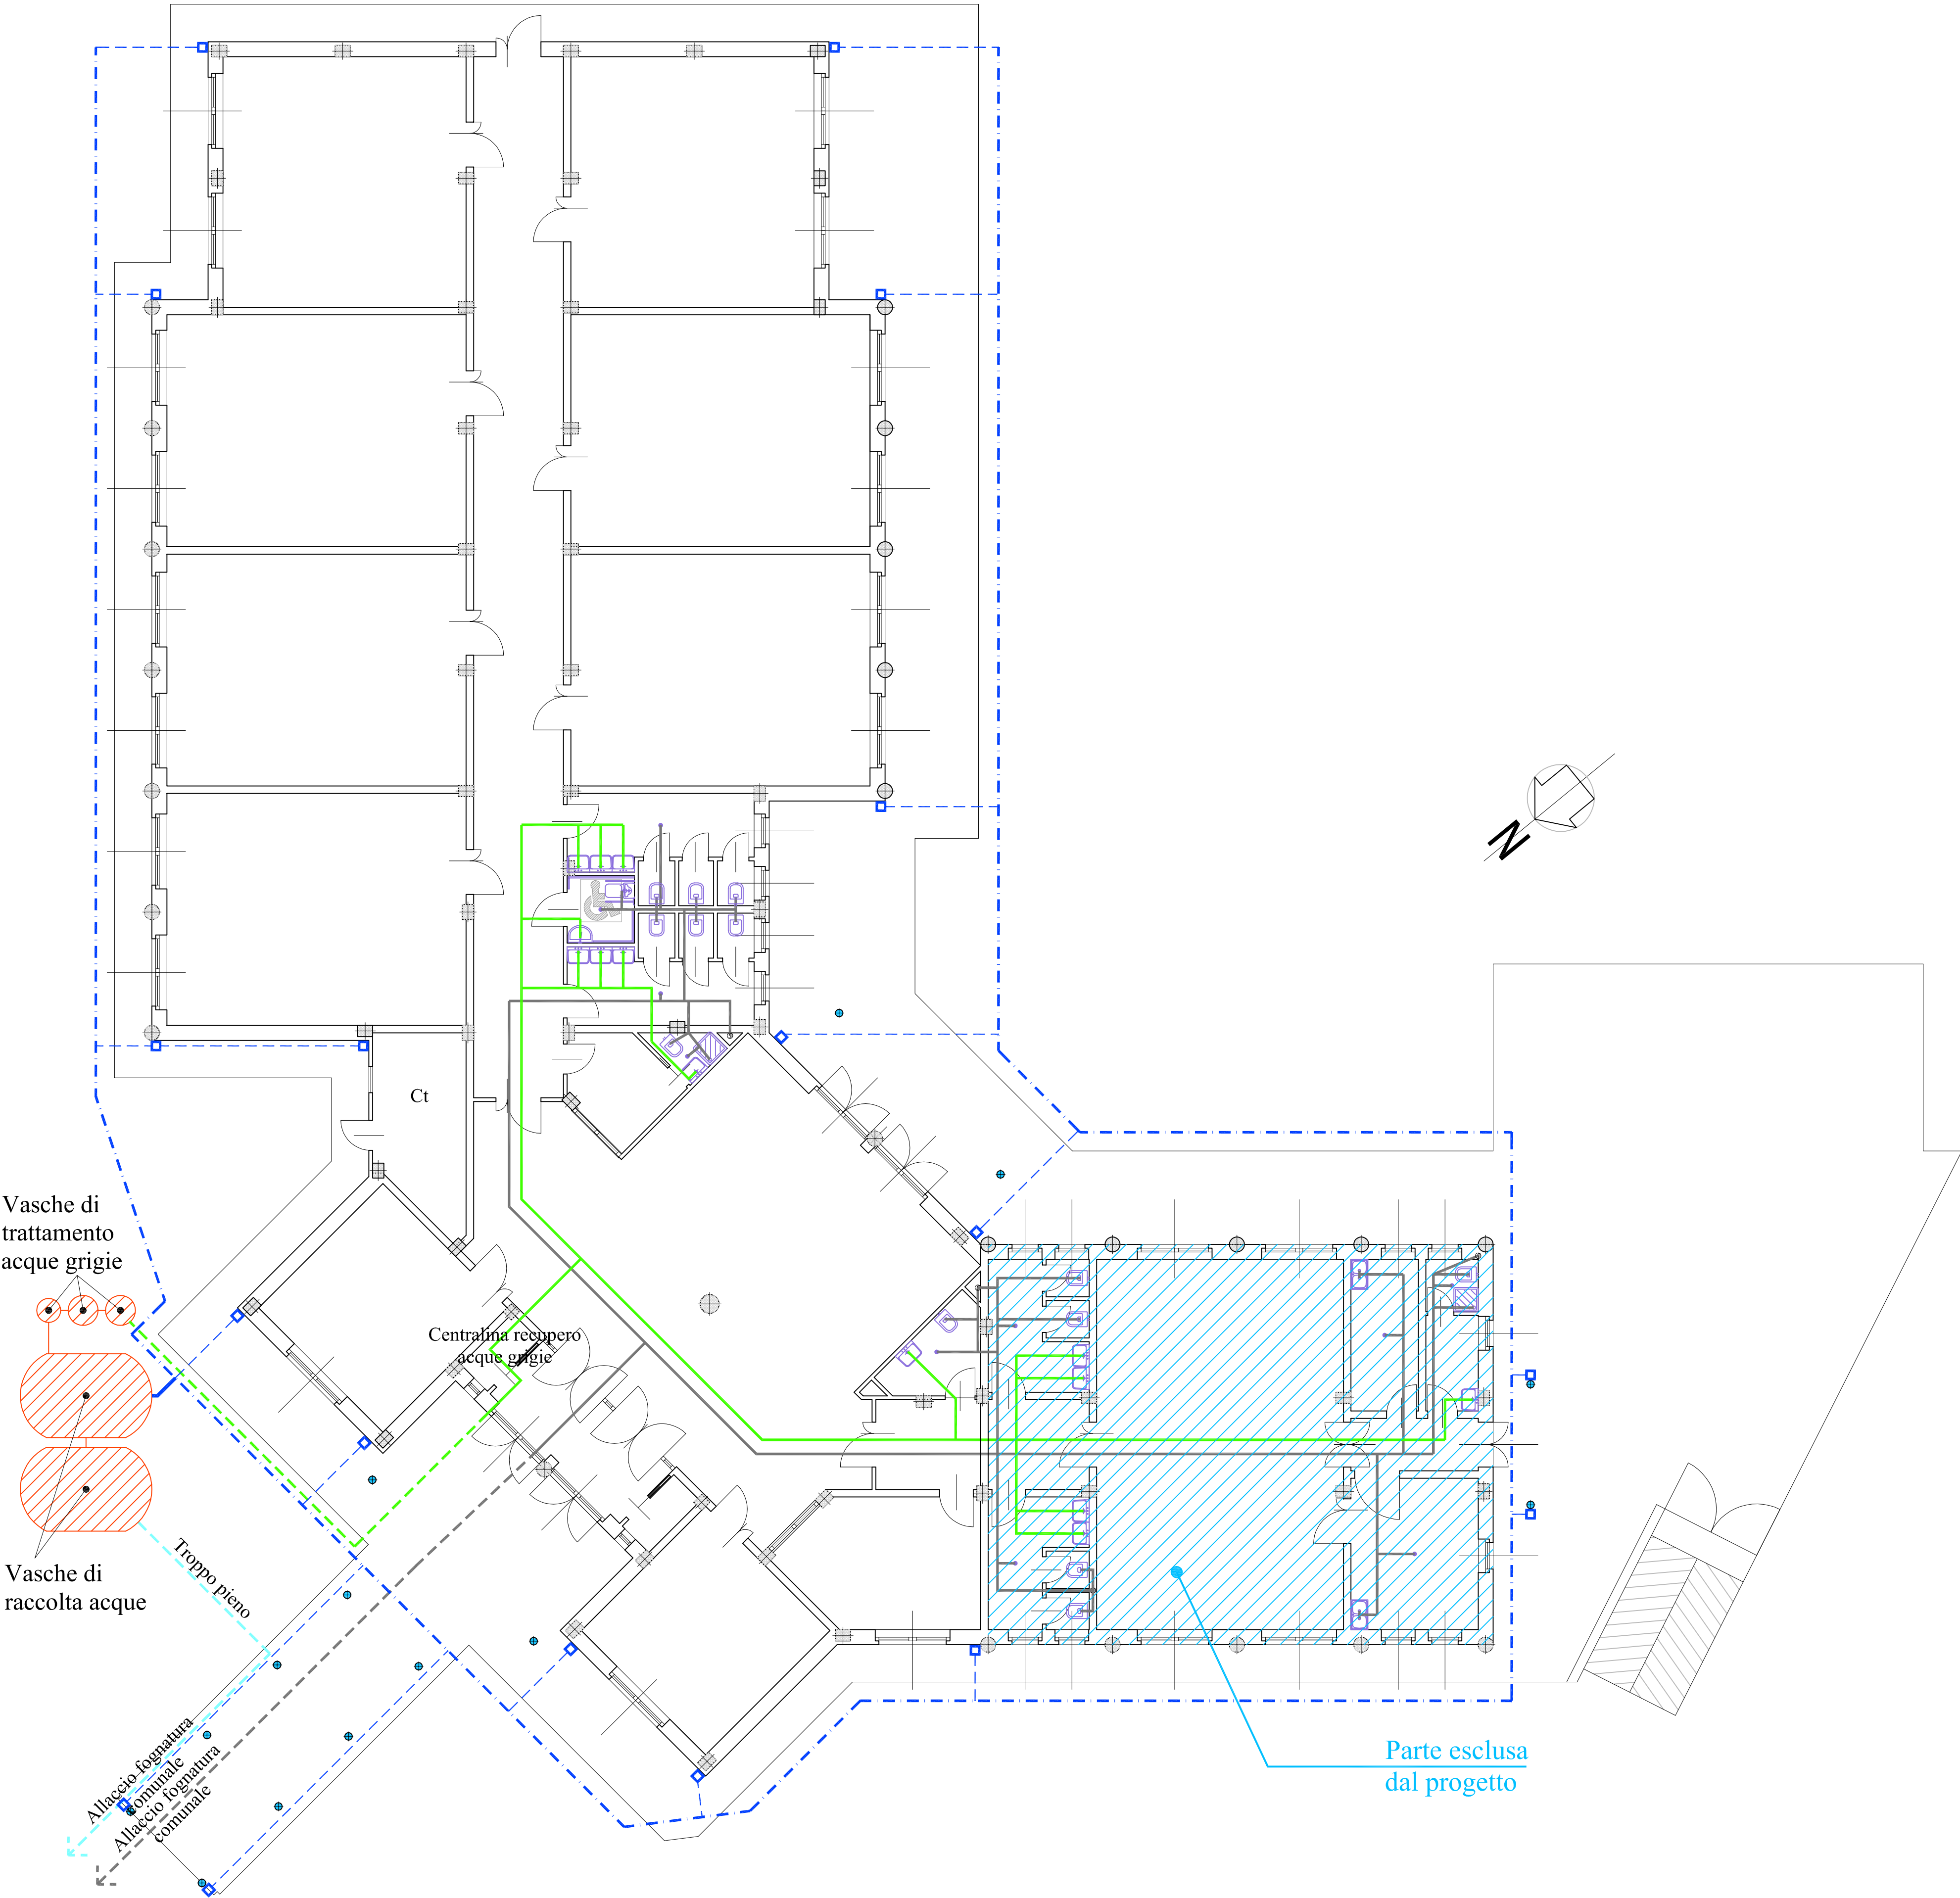 N
Ct
Vasche di
trattamento
acque grigie
Centralina recupero
acque grigie
Troppo pieno
Vasche di
raccolta acque
Allaccio fognatura
comunale
Allaccio fognatura
comunale
Parte esclusa
dal progetto